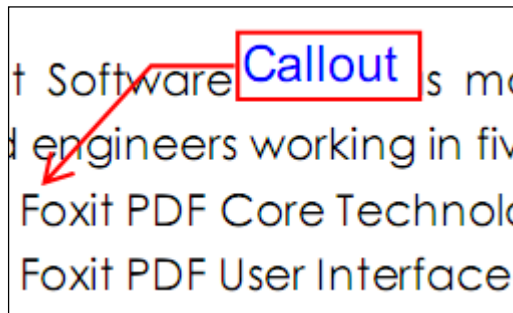 t Software Callout s mo
d engineers working in fiv
Foxit PDF Core Technolo
Foxit PDF User Interface